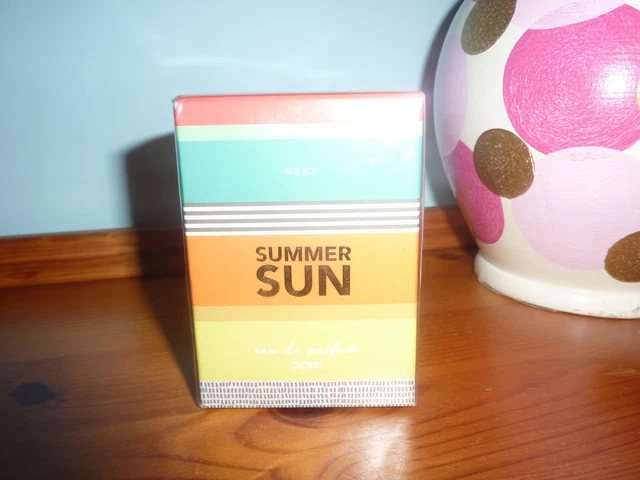 NEXT
SUMMER
SUN
eau de parfum
30ml